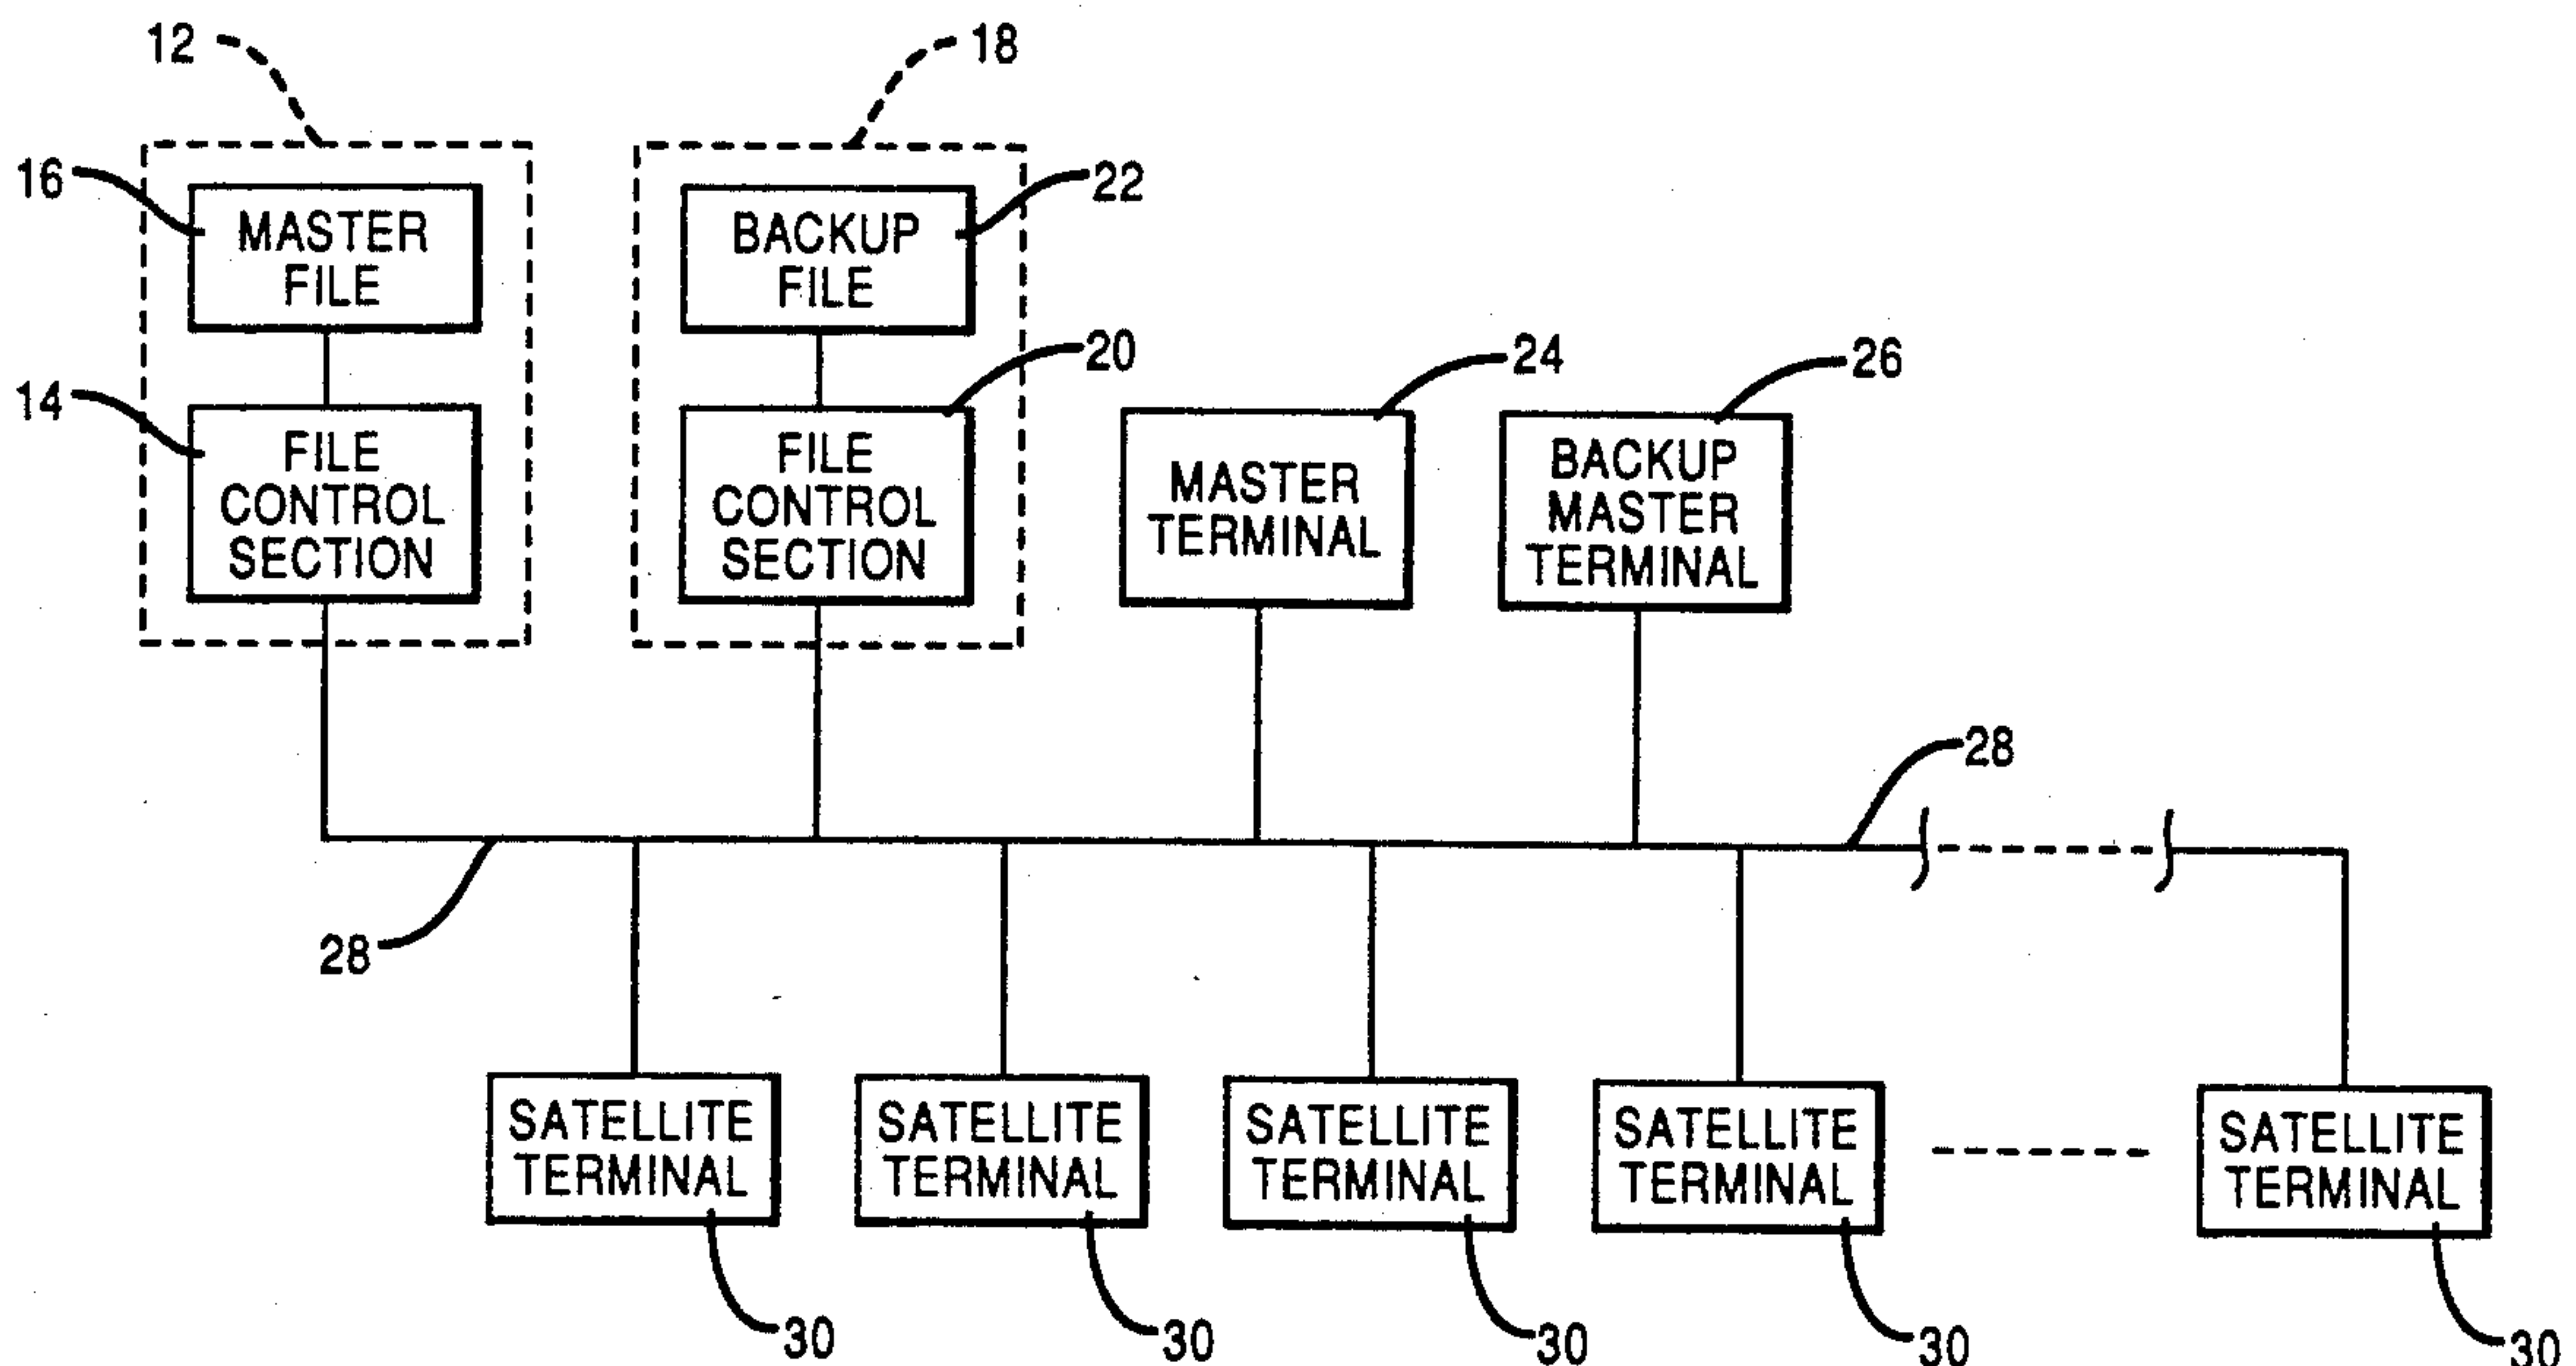 12
18
16
MASTER
FILE
BACKUP
FILE
22
14
FILE
CONTROL
SECTION
FILE
CONTROL
SECTION
20
MASTER
TERMINAL
24
BACKUP
MASTER
TERMINAL
26
28
28
SATELLITE
TERMINAL
SATELLITE
TERMINAL
SATELLITE
TERMINAL
SATELLITE
TERMINAL
SATELLITE
TERMINAL
30
30
30
30
30